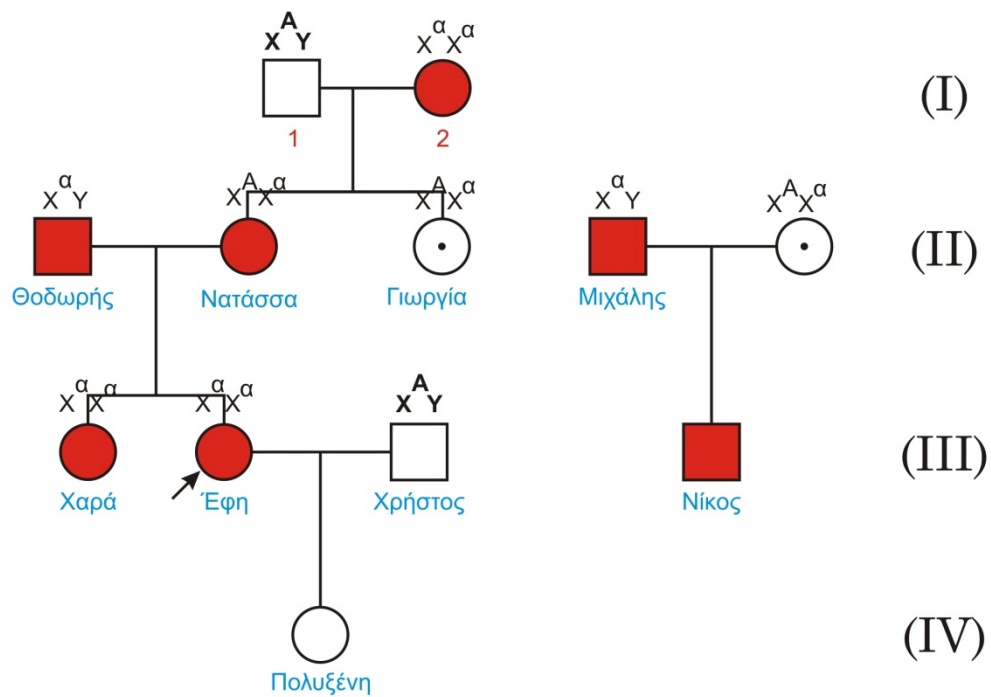 X^A Y X^α X^α (I)
1 2
X^α Y X^A X^α X^A X^α X^α Y X^A X^α (II)
Θοδωρής Νατάσσα Γιωργία Μιχάλης
X^α X^α X^α X^α X^A Y (III)
Χαρά Έφη Χρήστος Νίκος
(IV)
Πολυξένη